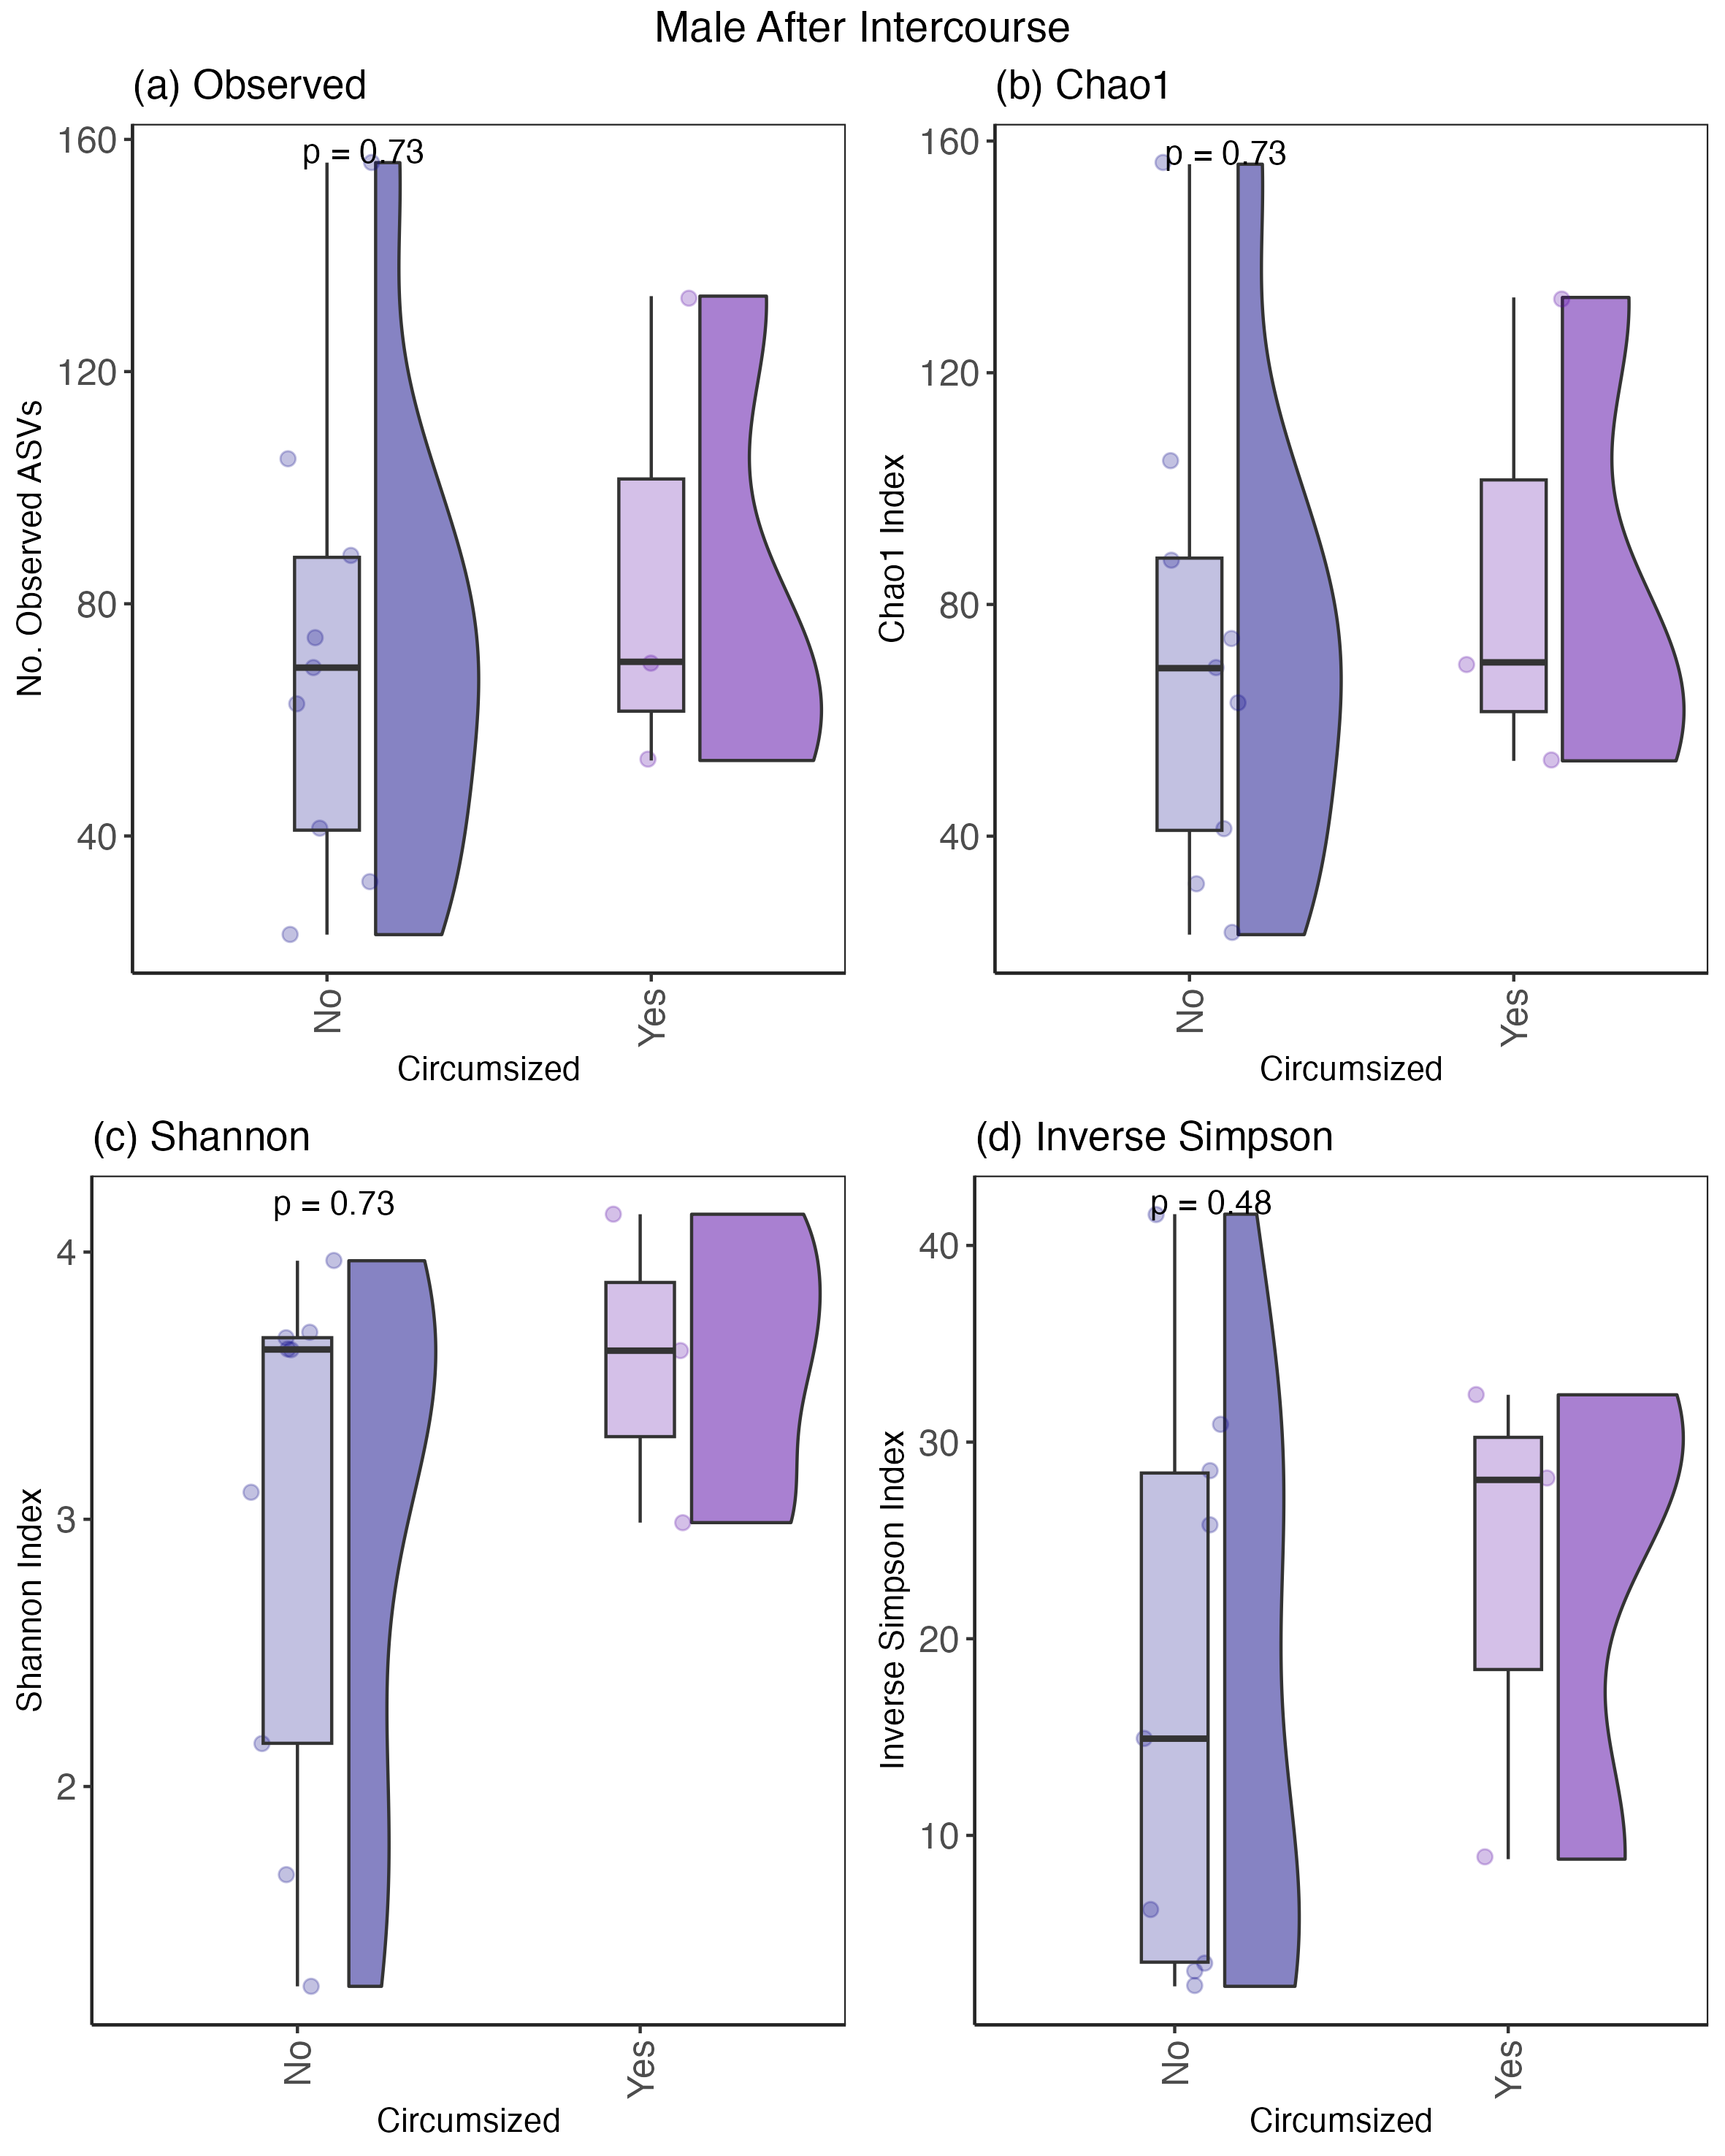 Male After Intercourse
(a) Observed
p = 0.73
No. Observed ASVs
160
120
80
40
No
Yes
Circumsized
(b) Chao1
p = 0.73
Chao1 Index
160
120
80
40
No
Yes
Circumsized
(c) Shannon
p = 0.73
Shannon Index
4
3
2
No
Yes
Circumsized
(d) Inverse Simpson
p = 0.48
Inverse Simpson Index
40
30
20
10
No
Yes
Circumsized